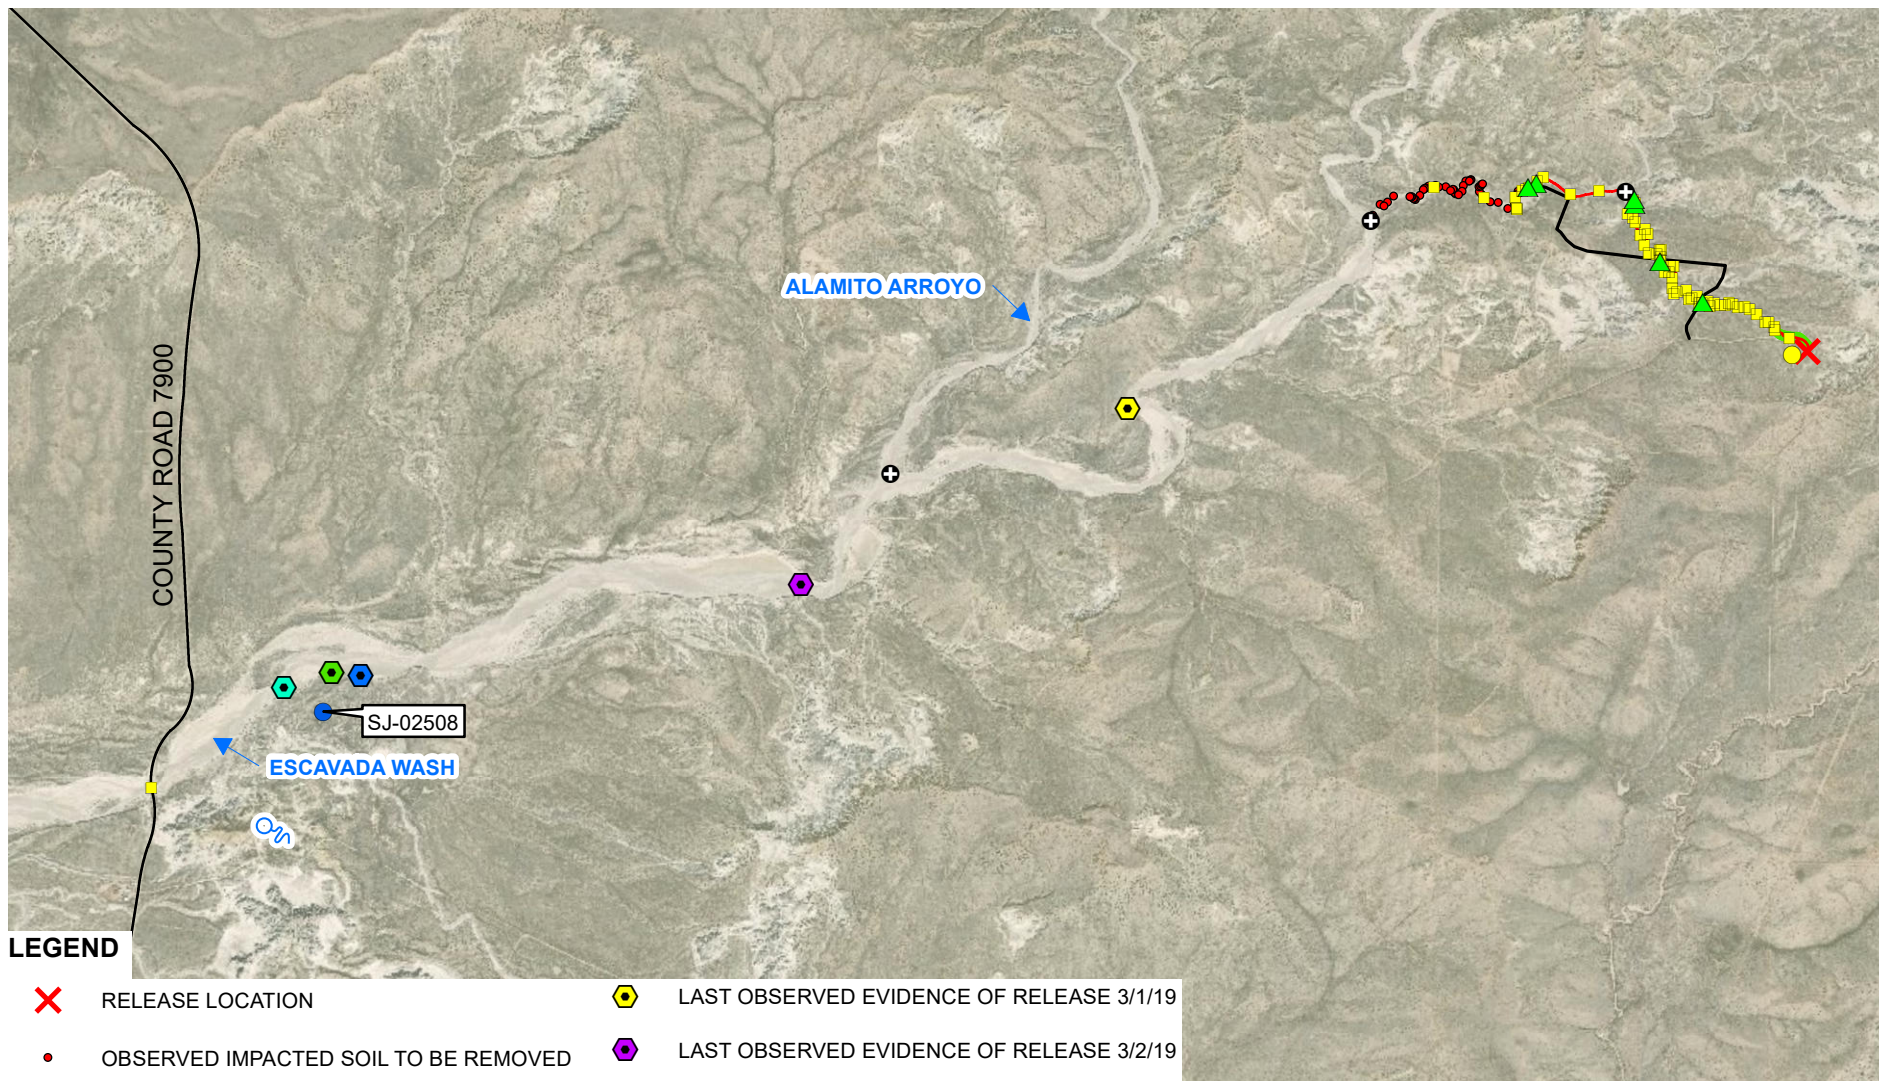 ALAMITO ARROYO
COUNTY ROAD 7900
SJ-02508
ESCAVADA WASH
LEGEND
RELEASE LOCATION
OBSERVED IMPACTED SOIL TO BE REMOVED
LAST OBSERVED EVIDENCE OF RELEASE 3/1/19
LAST OBSERVED EVIDENCE OF RELEASE 3/2/19